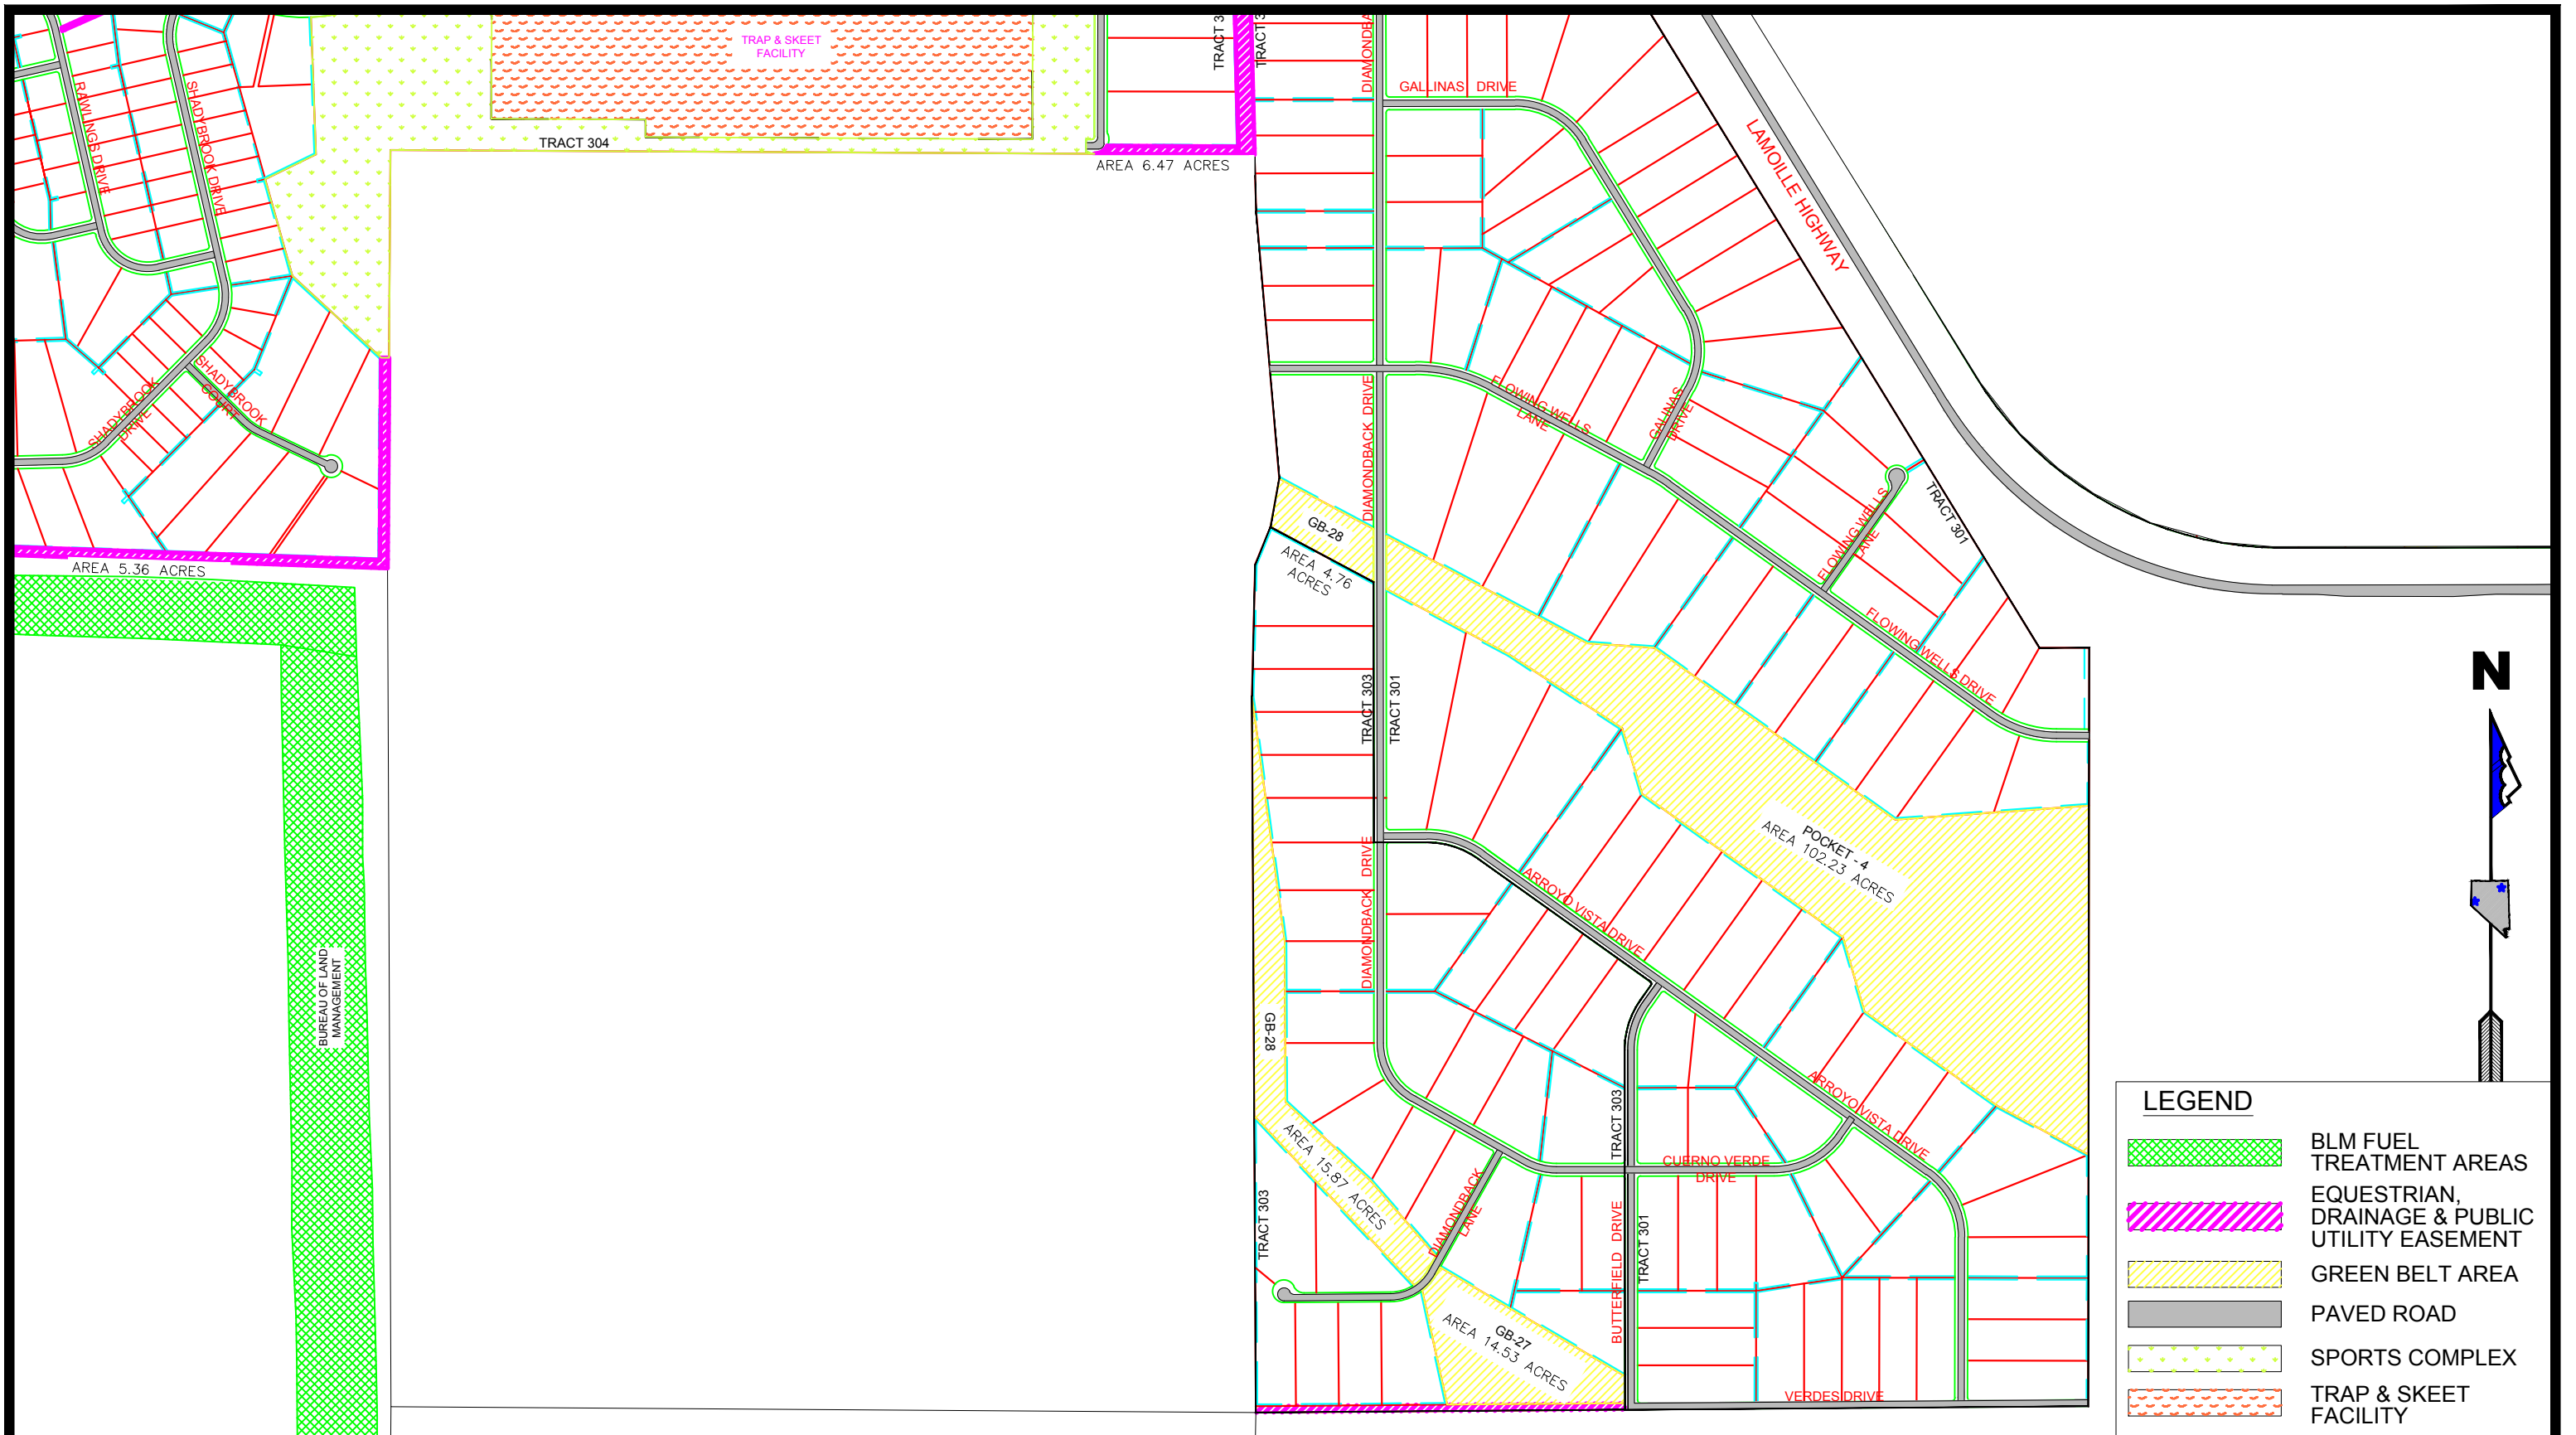 TRACT 3
TRACT 3
DIAMONDBA
TRAP & SKEET
FACILITY
GALLINAS DRIVE
RAWLINGS DRIVE
SHADYBROOK DRIVE
TRACT 304
AREA 6.47 ACRES
LAMOILLE HIGHWAY
SHADYBROOK
COURT
SHADYBROOK
DRIVE
DIAMONDBACK DRIVE
FLOWING WELLS
LANE
GALINAS
DRIVE
FLOWING WELLS
LANE
TRACT 301
GB-28
AREA 4.76
ACRES
AREA 5.36 ACRES
FLOWING WELLS DRIVE
N
TRACT 303
TRACT 301
POCKET - 4
AREA 102.23 ACRES
DIAMONDBACK DRIVE
ARROYO VISTA DRIVE
BUREAU OF LAND
MANAGEMENT
GB-28
ARROYO VISTA DRIVE
TRACT 303
AREA 15.87 ACRES
CUERNO VERDE
DRIVE
DIAMONDBACK
LANE
TRACT 303
BUTTERFIELD DRIVE
TRACT 301
GB-27
AREA 14.53 ACRES
VERDES DRIVE
LEGEND
BLM FUEL
TREATMENT AREAS
EQUESTRIAN,
DRAINAGE & PUBLIC
UTILITY EASEMENT
GREEN BELT AREA
PAVED ROAD
SPORTS COMPLEX
TRAP & SKEET
FACILITY